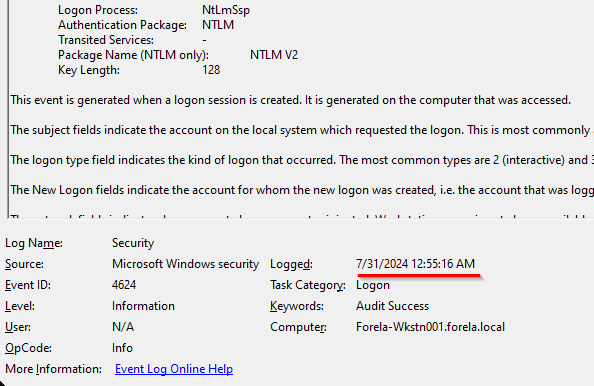 Logon Process: NtLmSsp
Authentication Package: NTLM
Transited Services: -
Package Name (NTLM only): NTLM V2
Key Length: 128
This event is generated when a logon session is created. It is generated on the computer that was accessed.
The subject fields indicate the account on the local system which requested the logon. This is most commonly
The logon type field indicates the kind of logon that occurred. The most common types are 2 (interactive) and 3
The New Logon fields indicate the account for whom the new logon was created, i.e. the account that was logg
Log Name: Security
Source: Microsoft Windows security Logged: 7/31/2024 12:55:16 AM
Event ID: 4624 Task Category: Logon
Level: Information Keywords: Audit Success
User: N/A Computer: Forela-Wkstn001.forela.local
OpCode: Info
More Information: Event Log Online Help